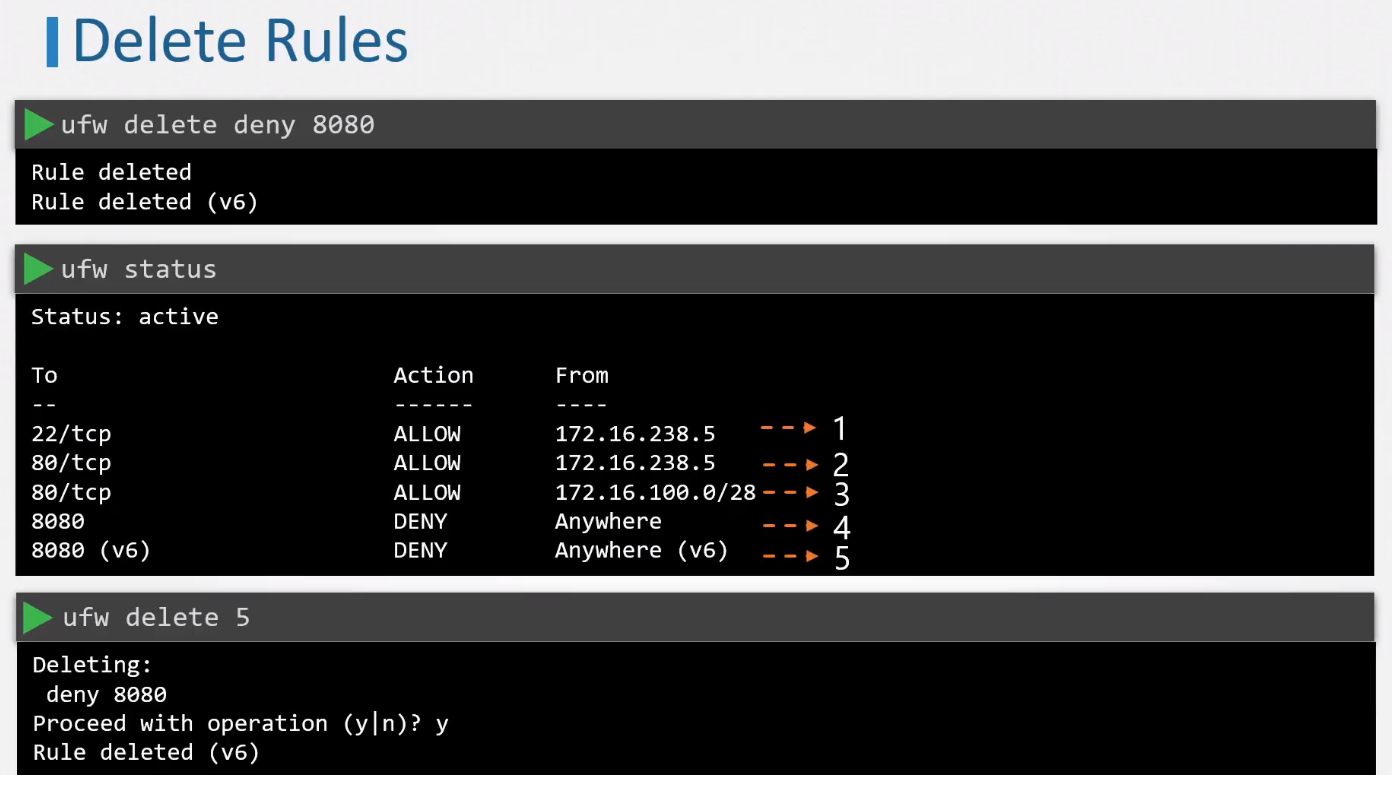 Delete Rules
ufw delete deny 8080
Rule deleted
Rule deleted (v6)
ufw status
Status: active
To Action From
-- ------ ----
22/tcp ALLOW 172.16.238.5 1
80/tcp ALLOW 172.16.238.5 2
80/tcp ALLOW 172.16.100.0/28 3
8080 DENY Anywhere 4
8080 (v6) DENY Anywhere (v6) 5
ufw delete 5
Deleting:
deny 8080
Proceed with operation (y|n)? y
Rule deleted (v6)